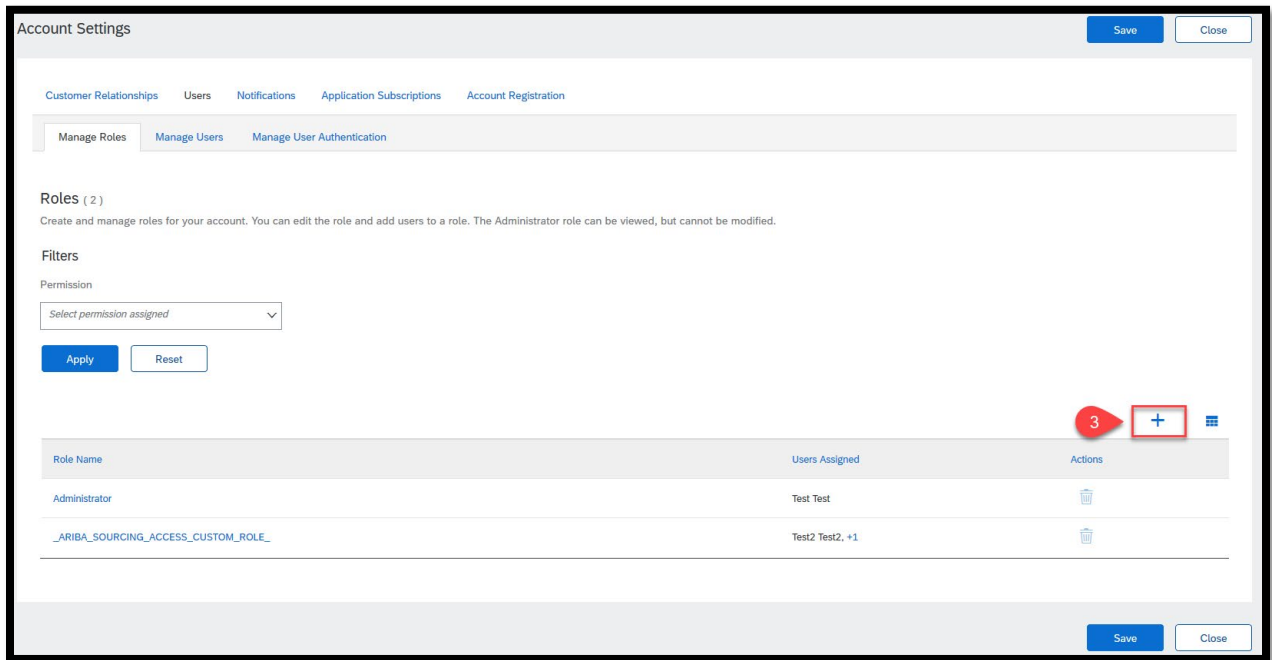 Account Settings
Save
Close
Customer Relationships
Users
Notifications
Application Subscriptions
Account Registration
Manage Roles
Manage Users
Manage User Authentication
Roles ( 2 )
Create and manage roles for your account. You can edit the role and add users to a role. The Administrator role can be viewed, but cannot be modified.
Filters
Permission
Select permission assigned
Apply
Reset
3
+
Role Name
Users Assigned
Actions
Administrator
Test Test
_ARIBA_SOURCING_ACCESS_CUSTOM_ROLE_
Test2 Test2, +1
Save
Close